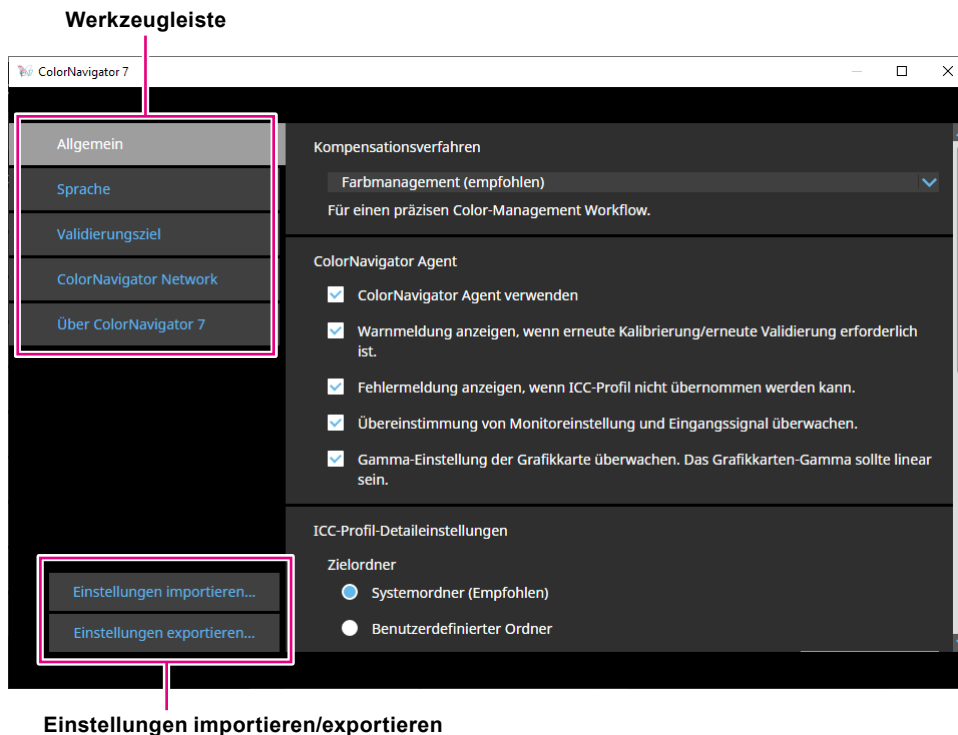 Werkzeugleiste
ColorNavigator 7
Allgemein
Sprache
Validierungsziel
ColorNavigator Network
Über ColorNavigator 7
Kompensationsverfahren
Farbmanagement (empfohlen)
Für einen präzisen Color-Management Workflow.
ColorNavigator Agent
ColorNavigator Agent verwenden
Warnmeldung anzeigen, wenn erneute Kalibrierung/erneute Validierung erforderlich
ist.
Fehlermeldung anzeigen, wenn ICC-Profil nicht übernommen werden kann.
Übereinstimmung von Monitoreinstellung und Eingangssignal überwachen.
Gamma-Einstellung der Grafikkarte überwachen. Das Grafikkarten-Gamma sollte linear
sein.
ICC-Profil-Detaileinstellungen
Zielordner
Systemordner (Empfohlen)
Benutzerdefinierter Ordner
Einstellungen importieren...
Einstellungen exportieren...
Einstellungen importieren/exportieren